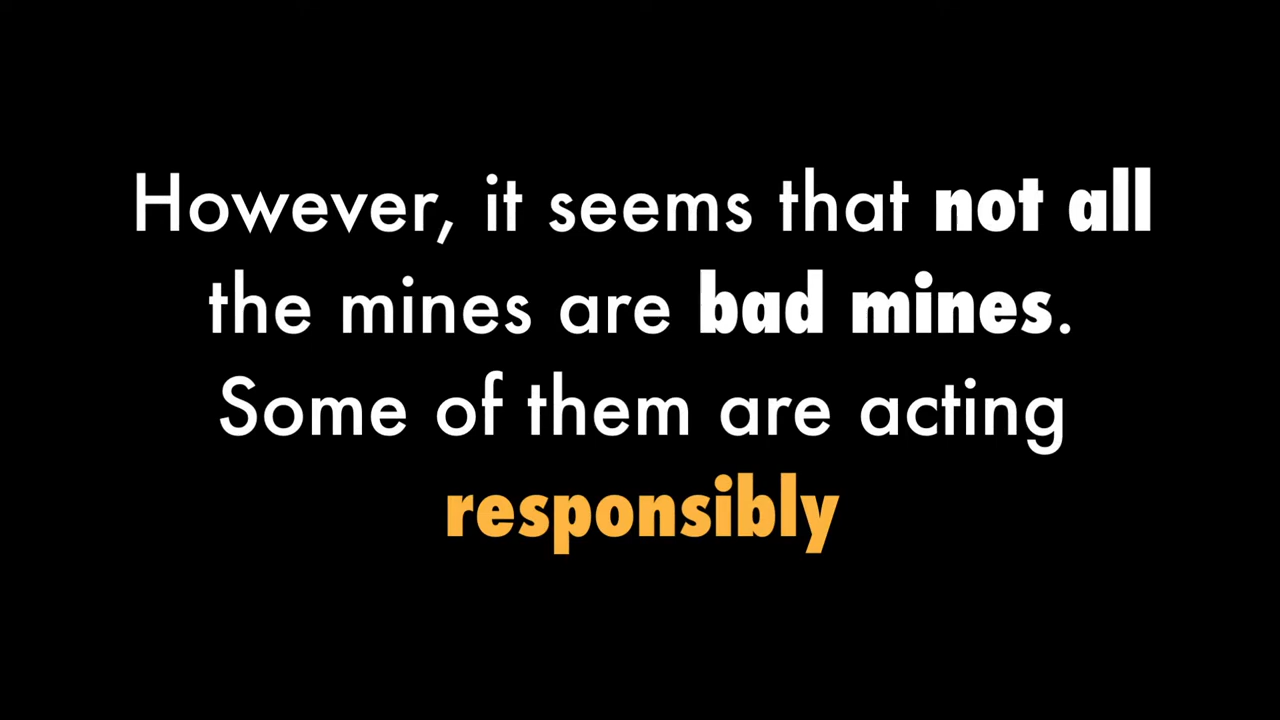 However, it seems that not all
the mines are bad mines.
Some of them are acting
responsibly